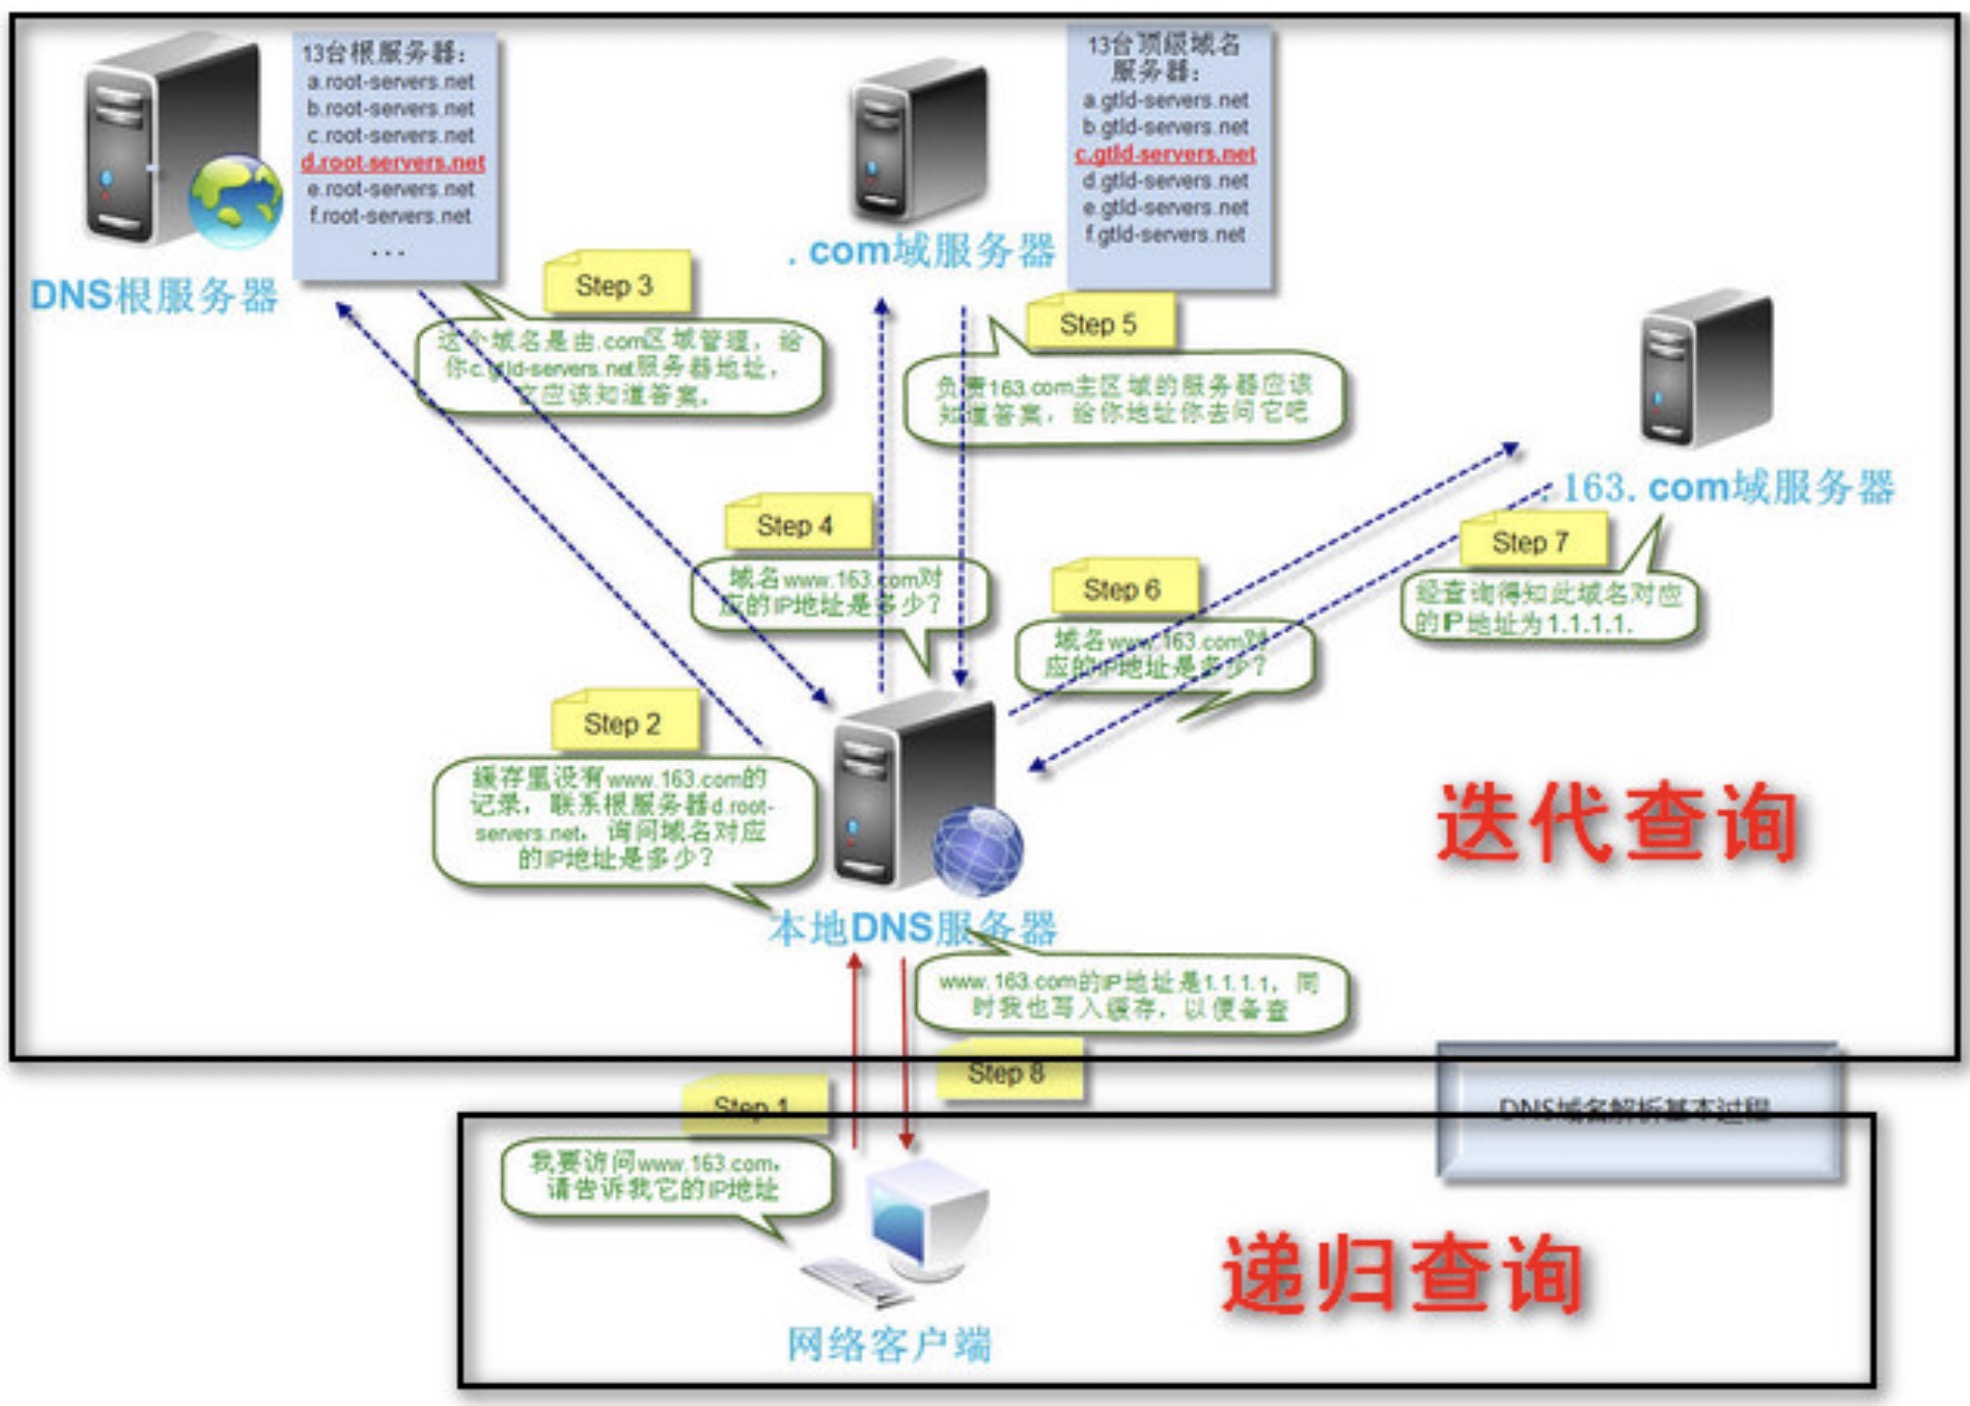 13台根服务器:
a.root-servers.net
b.root-servers.net
c.root-servers.net
d.root-servers.net
e.root-servers.net
f.root-servers.net
...
DNS根服务器
.com域服务器
13台顶级域名
服务器:
a.gtld-servers.net
b.gtld-servers.net
c.gtld-servers.net
d.gtld-servers.net
e.gtld-servers.net
f.gtld-servers.net
Step 3
这个域名是由.com区域管理，给
你c.gtld-servers.net服务器地址，
它应该知道答案。
Step 5
负责163.com主区域的服务器应该
知道答案，给你地址你去问它吧
.163.com域服务器
Step 4
域名www.163.com对
应的IP地址是多少?
Step 6
域名www.163.com对
应的IP地址是多少?
Step 7
经查询得知此域名对应
的IP地址为1.1.1.1.
Step 2
缓存里没有www.163.com的
记录，联系根服务器d.root-
servers.net，询问域名对应
的IP地址是多少?
迭代查询
本地DNS服务器
www.163.com的IP地址是1.1.1.1，同
时我也写入缓存，以便备查
Step 8
Step 1
DNS域名解析基本过程
我要访问www.163.com，
请告诉我它的IP地址
递归查询
网络客户端